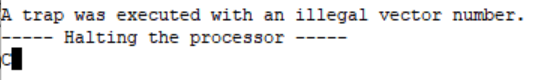 A trap was executed with an illegal vector number.
----- Halting the processor -----
C